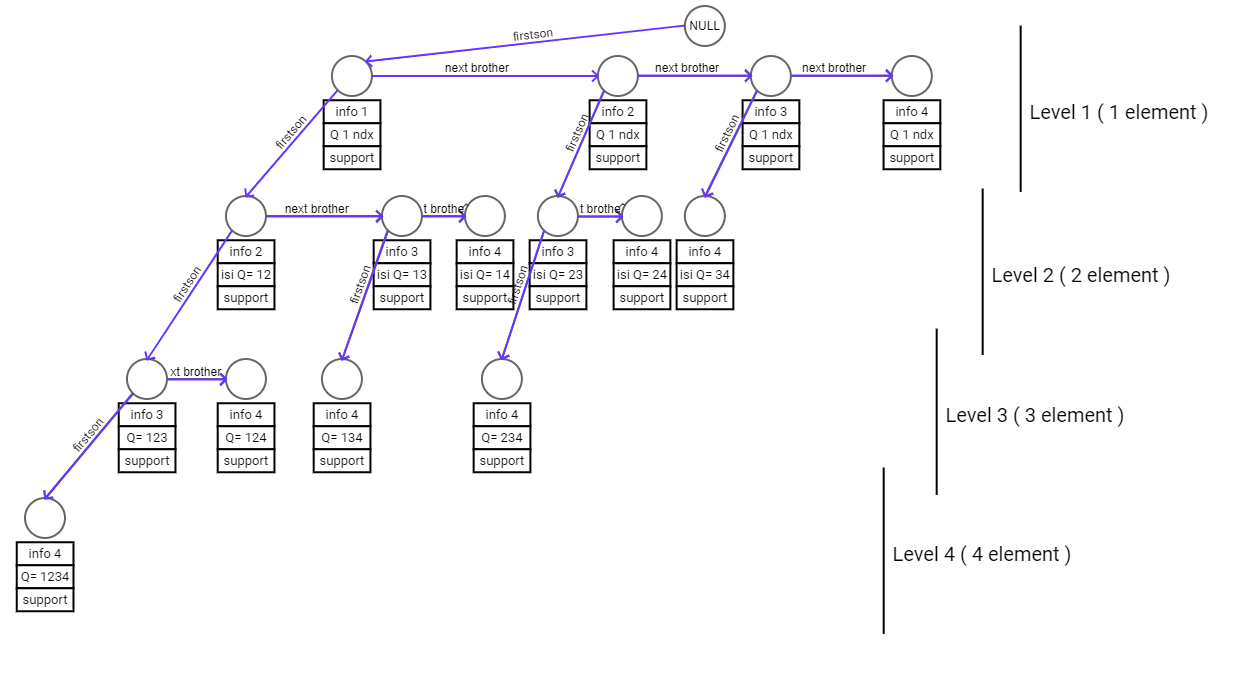 NULL
firstson
next brother
next brother
next brother
info 1
Q 1 ndx
support
info 2
Q 1 ndx
support
info 3
Q 1 ndx
support
info 4
Q 1 ndx
support
Level 1 ( 1 element )
firstson
firstson
firstson
next brother
t brothe
t brothe
info 2
isi Q= 12
support
info 3
isi Q= 13
support
info 4
isi Q= 14
support
info 3
isi Q= 23
support
info 4
isi Q= 24
support
info 4
isi Q= 34
support
Level 2 ( 2 element )
firstson
firstson
firstson
xt brother
info 3
Q= 123
support
info 4
Q= 124
support
info 4
Q= 134
support
info 4
Q= 234
support
Level 3 ( 3 element )
firstson
info 4
Q= 1234
support
Level 4 ( 4 element )